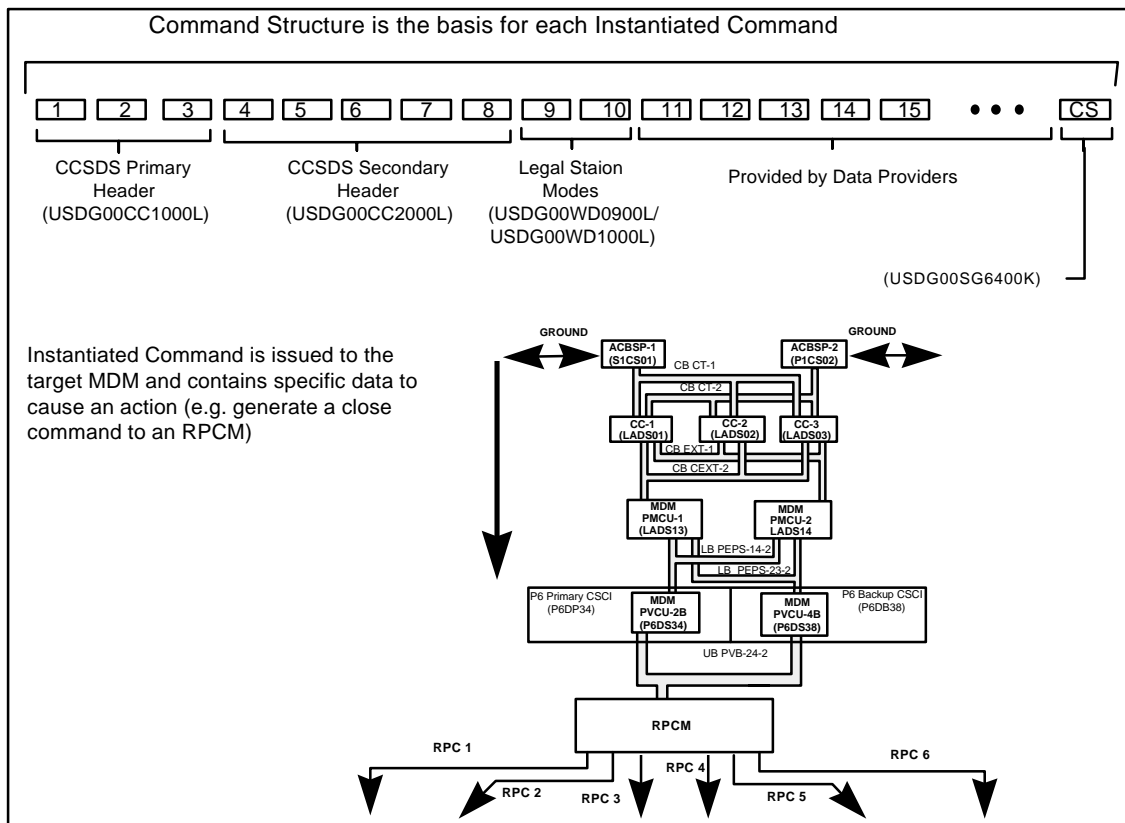 Command Structure is the basis for each Instantiated Command
1 2 3 4 5 6 7 8 9 10 11 12 13 14 15 • • • CS
CCSDS Primary
Header
(USDG00CC1000L)
CCSDS Secondary
Header
(USDG00CC2000L)
Legal Staion
Modes
(USDG00WD0900L/
USDG00WD1000L)
Provided by Data Providers
(USDG00SG6400K)
Instantiated Command is issued to the
target MDM and contains specific data to
cause an action (e.g. generate a close
command to an RPCM)
GROUND
ACBSP-1
(S1CS01)
ACBSP-2
(P1CS02)
GROUND
CB CT-1
CB CT-2
CC-1
(LADS01)
CC-2
(LADS02)
CC-3
(LADS03)
CB EXT-1
CB CEXT-2
MDM
PMCU-1
(LADS13)
MDM
PMCU-2
LADS14
LB PEPS-14-2
LB PEPS-23-2
P6 Primary CSCI
(P6DP34)
MDM
PVCU-2B
(P6DS34)
MDM
PVCU-4B
(P6DS38)
P6 Backup CSCI
(P6DB38)
UB PVB-24-2
RPCM
RPC 1
RPC 2
RPC 3
RPC 4
RPC 5
RPC 6